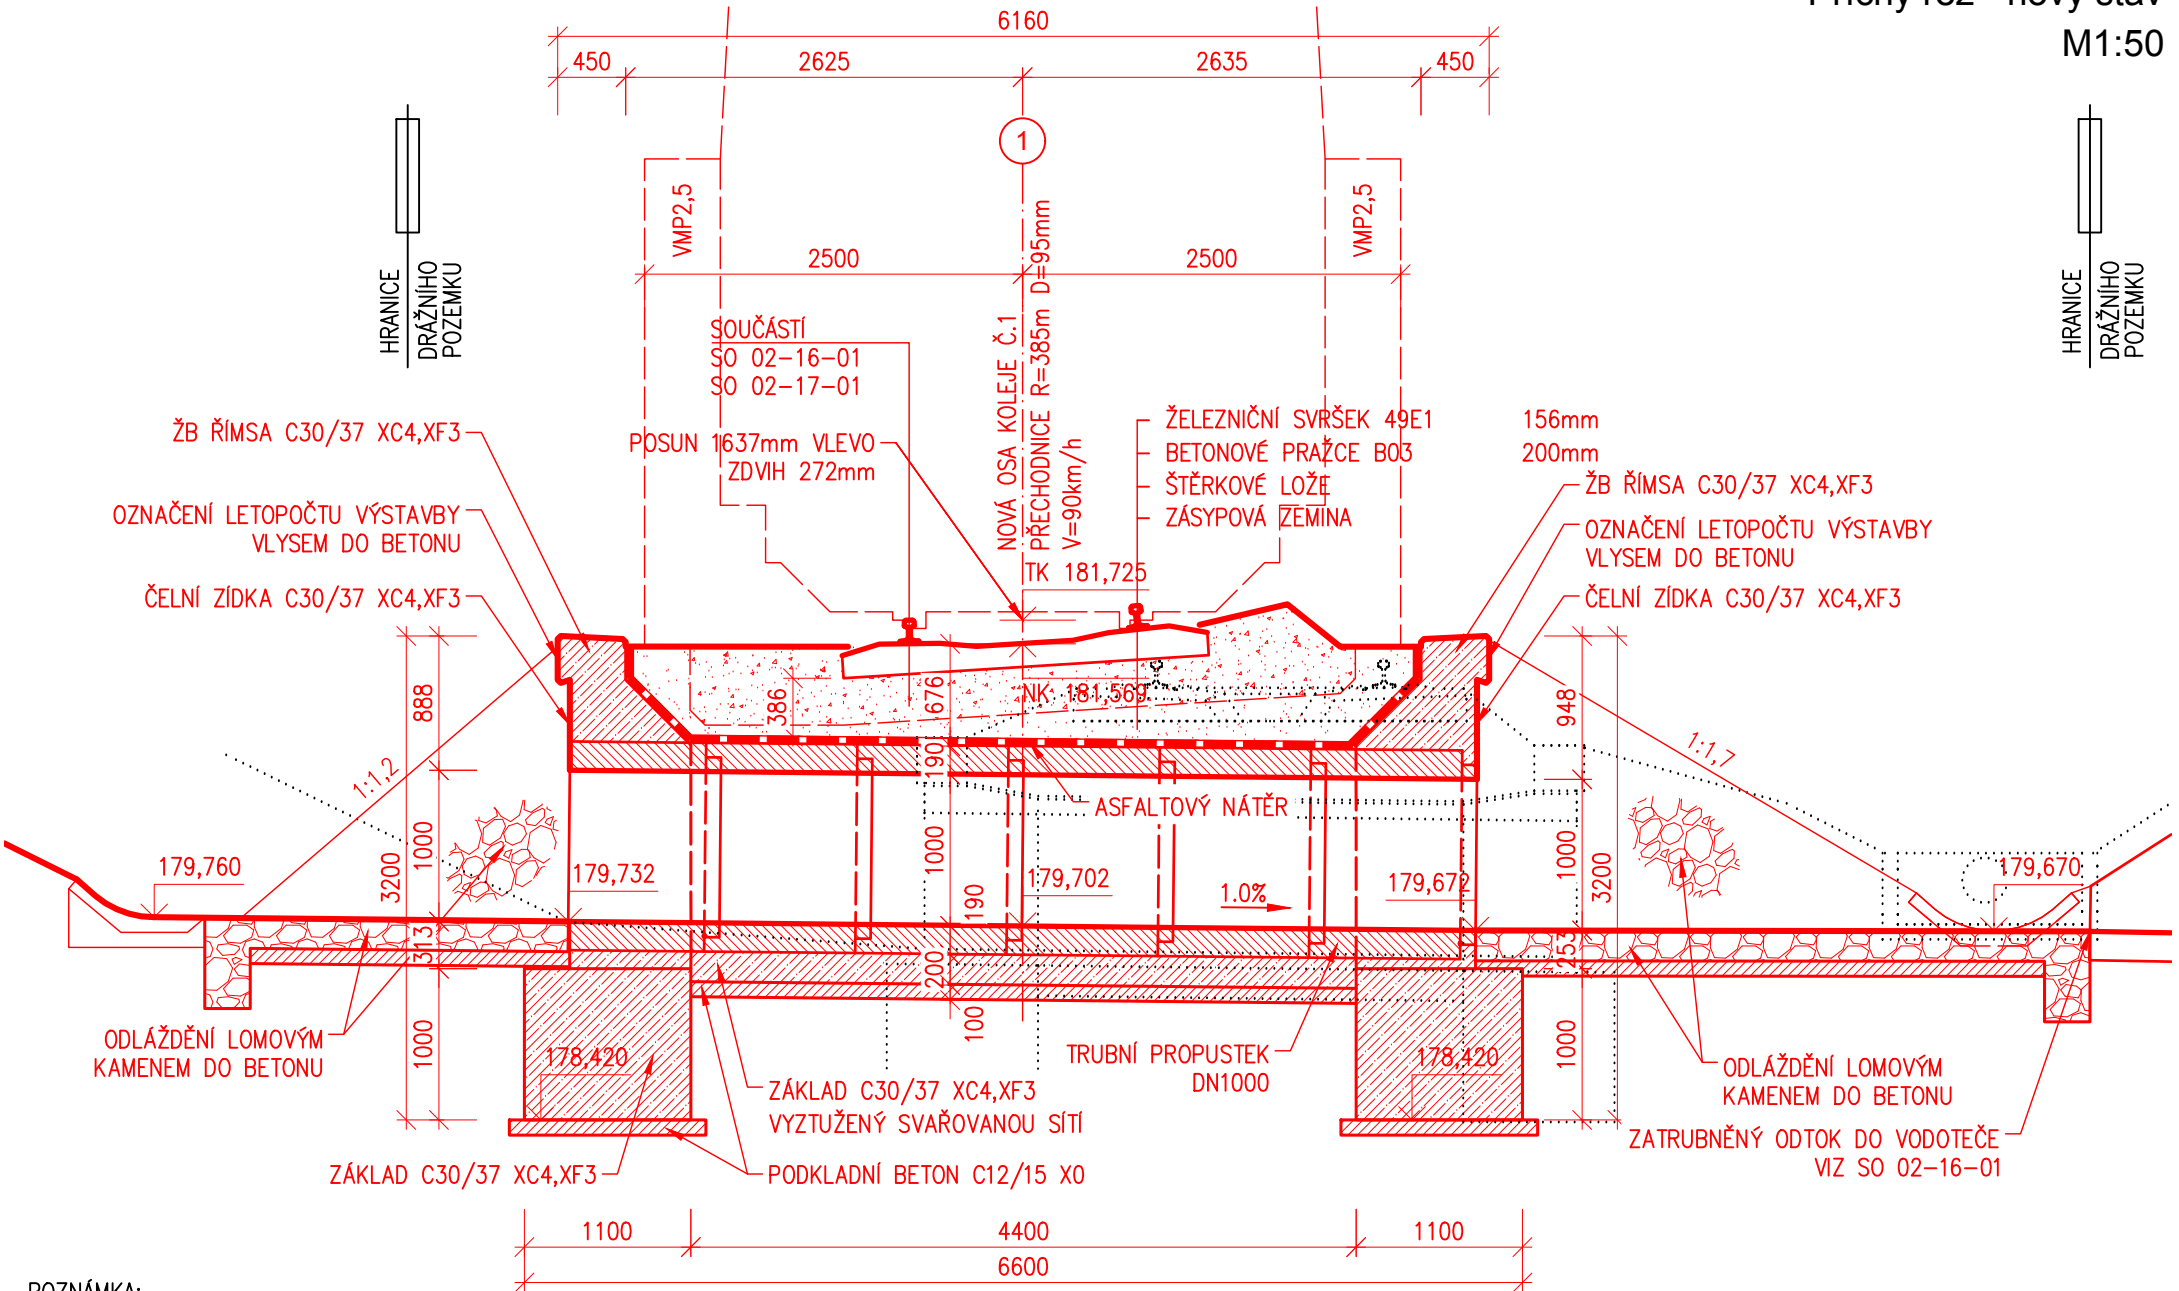 M1:50
6160
450
2625
2635
450
1
VMP2,5
VMP2,5
2500
2500
HRANICE
DRÁŽNÍHO
POZEMKU
HRANICE
DRÁŽNÍHO
POZEMKU
NOVÁ OSA KOLEJE Č.1
PŘECHODNICE R=385m D=95mm
V=90km/h
SOUČÁSTÍ
SO 02-16-01
SO 02-17-01
POSUN 1637mm VLEVO
ZDVIH 272mm
ŽELEZNIČNÍ SVRŠEK 49E1 156mm
BETONOVÉ PRAŽCE B03 200mm
ŠTĚRKOVÉ LOŽE
ZÁSYPOVÁ ZEMINA
ŽB ŘÍMSA C30/37 XC4,XF3
OZNAČENÍ LETOPOČTU VÝSTAVBY
VLYSEM DO BETONU
ČELNÍ ZÍDKA C30/37 XC4,XF3
ŽB ŘÍMSA C30/37 XC4,XF3
OZNAČENÍ LETOPOČTU VÝSTAVBY
VLYSEM DO BETONU
ČELNÍ ZÍDKA C30/37 XC4,XF3
TK 181,725
NK 181,569
386
676
190
1000
190
200
100
888
1000
313
1000
3200
948
1000
253
1000
3200
1:1,2
1:1,7
ASFALTOVÝ NÁTĚR
179,760
179,732
179,702
1.0%
179,672
179,670
178,420
178,420
ODLÁŽDĚNÍ LOMOVÝM
KAMENEM DO BETONU
ZÁKLAD C30/37 XC4,XF3
VYZTUŽENÝ SVAŘOVANOU SÍTÍ
TRUBNÍ PROPUSTEK
DN1000
ODLÁŽDĚNÍ LOMOVÝM
KAMENEM DO BETONU
ZATRUBNĚNÝ ODTOK DO VODOTEČE
VIZ SO 02-16-01
ZÁKLAD C30/37 XC4,XF3
PODKLADNÍ BETON C12/15 X0
1100
4400
1100
6600
POZNÁMKA: